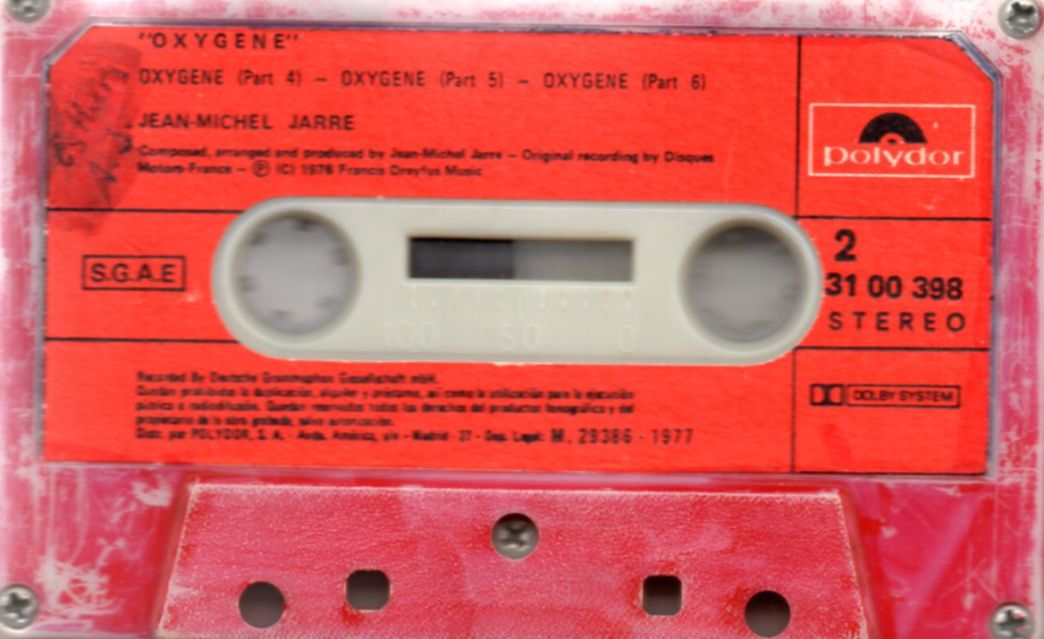 "OXYGENE"
OXYGENE (Part 4) – OXYGENE (Part 5) – OXYGENE (Part 6)
JEAN-MICHEL JARRE
Composed, arranged and produced by Jean-Michel Jarre – Original recording by Disques
Motors-France – Ⓟ (C) 1976 Francis Dreyfus Music
polydor
S.G.A.E
2
31 00 398
STEREO
100 50 0
Recorded By Deutsche Grammophon Gesellschaft mbH.
Quedan prohibidos la duplicación, alquiler y préstamo, así como la utilización para la ejecución
pública o radiodifusión. Quedan reservados todos los derechos del productor fonográfico y del
propietario de la obra grabada, salvo autorización.
Distr. por POLYDOR, S. A. - Avda. América, s/n - Madrid - 27 - Dep. Legal: M. 29386 - 1977
DOLBY SYSTEM